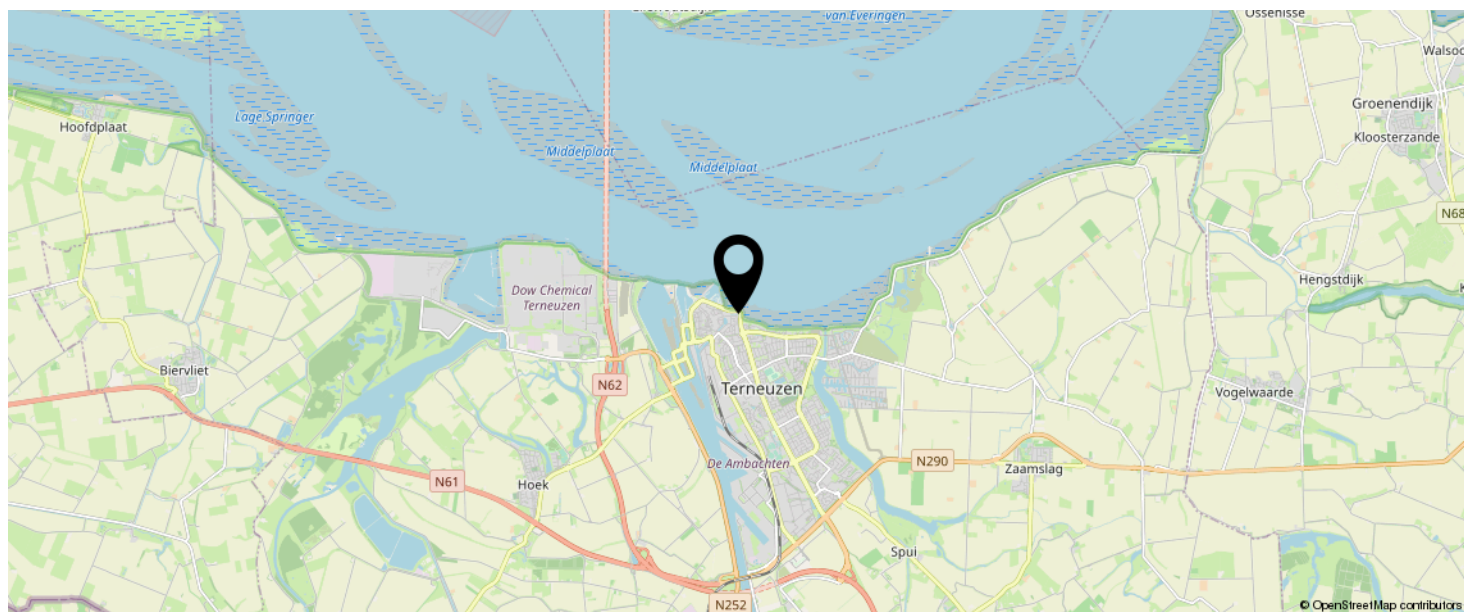 van Everingen
Ossenisse
Groenendijk
Kloosterzande
Hoofdplaat
Lage Springer
Middelplaat
Middelplaat
N68
Hengstdijk
Dow Chemical
Terneuzen
Biervliet
N62
Terneuzen
Vogelwaarde
De Ambachten
N290
Zaamslag
N61
Hoek
Spui
N252
© OpenStreetMap contributors